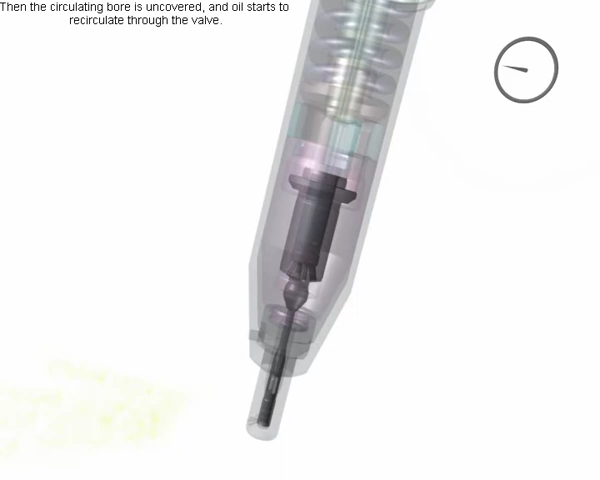 Then the circulating bore is uncovered, and oil starts to
recirculate through the valve.